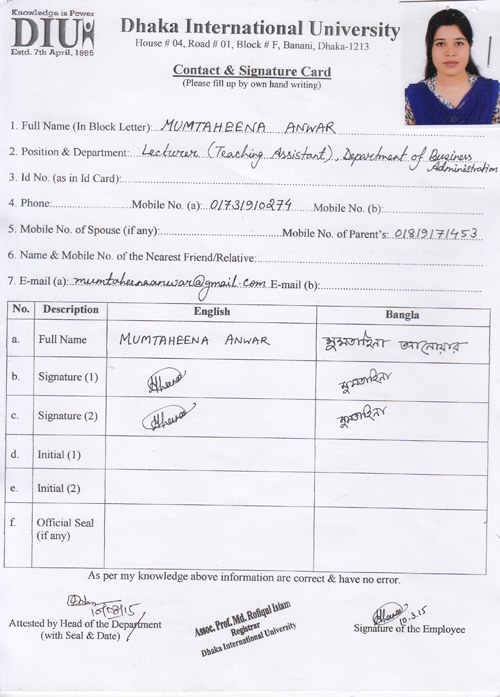 Knowledge is Power
DIU
Estd. 7th April, 1995
Dhaka International University
House # 04, Road # 01, Block # F, Banani, Dhaka-1213
Contact & Signature Card
(Please fill up by own hand writing)
1. Full Name (In Block Letter): MUMTAHEENA ANWAR
2. Position & Department: Lecturer (Teaching Assistant), Department of Business
Administration
3. Id No. (as in Id Card):
4. Phone: Mobile No. (a): 01731910274 Mobile No. (b):
5. Mobile No. of Spouse (if any): Mobile No. of Parent's: 01819171453
6. Name & Mobile No. of the Nearest Friend/Relative:
7. E-mail (a): mumtaheenaanwar@gmail.com E-mail (b):
No. Description English Bangla
a. Full Name MUMTAHEENA ANWAR মুমতাহিনা আনোয়ার
b. Signature (1) Aheena মুমতাহিনা
c. Signature (2) Aheena মুমতাহিনা
d. Initial (1)
e. Initial (2)
f. Official Seal
(if any)
As per my knowledge above information are correct & have no error.
10/03/15
Attested by Head of the Department
(with Seal & Date)
Assoc. Prof. Md. Rofiqul Islam
Registrar
Dhaka International University
Aheena
10.3.15
Signature of the Employee